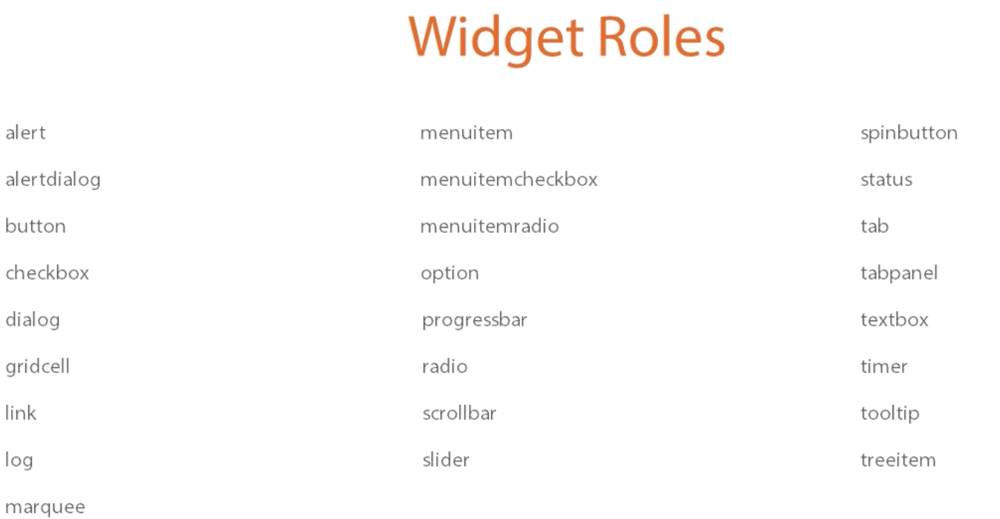 Widget Roles
alert
alertdialog
button
checkbox
dialog
gridcell
link
log
marquee
menuitem
menuitemcheckbox
menuitemradio
option
progressbar
radio
scrollbar
slider
spinbutton
status
tab
tabpanel
textbox
timer
tooltip
treeitem